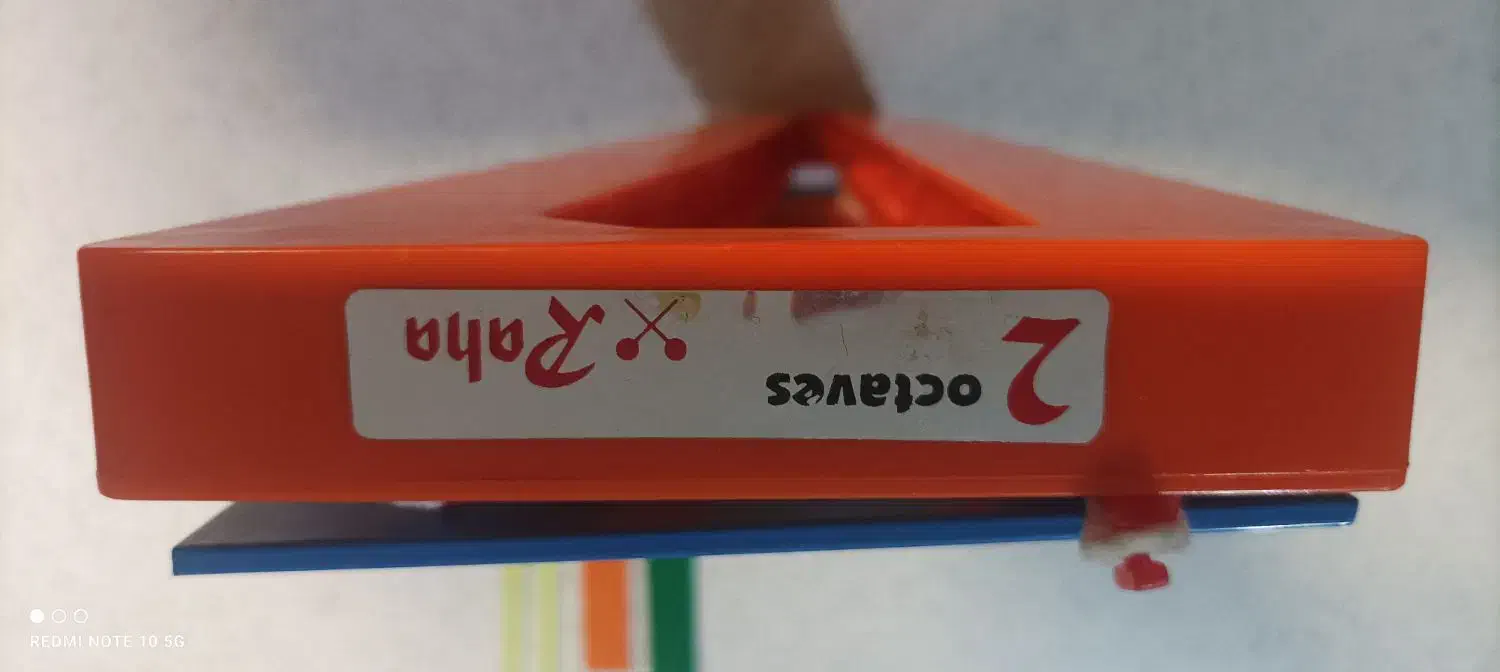 2 octaves
Raha
REDMI NOTE 10 5G